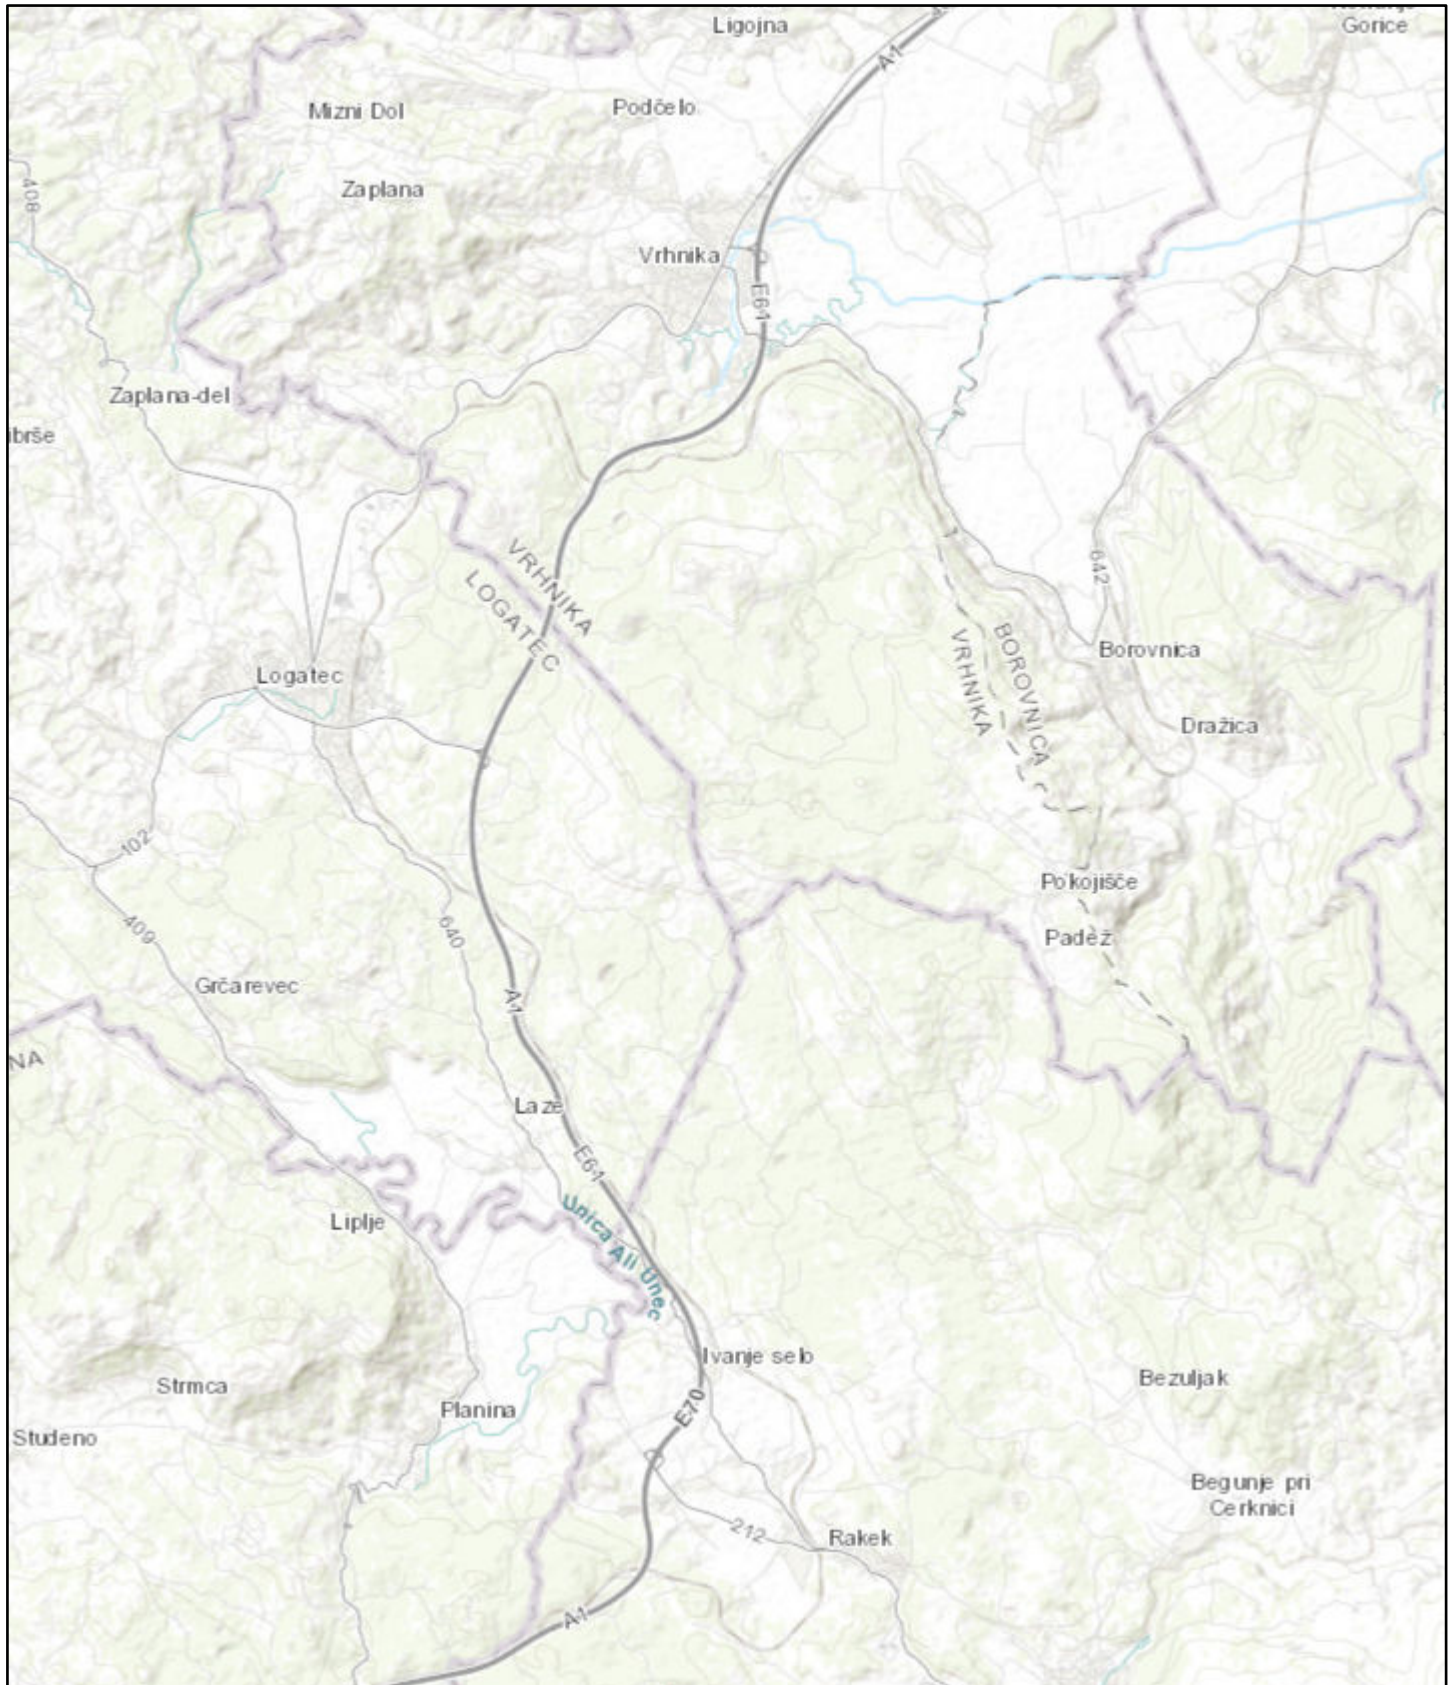 Ligojna
Gorice
A1
Mizni Dol
Podčelo
408
Zaplana
Vrhnika
E61
Zaplana-del
ibrše
VRHNIKA
LOGATEC
1
642
BOROVNICA
VRHNIKA
Borovnica
Logatec
Dražica
102
Pokojišče
409
640
Padež
Grčarevec
A1
NA
Laze
E61
Liplje
Unica Ali Unec
Ivanje selo
Strmca
Bezuljak
Planina
E70
Studeno
Begunje pri
Cerknici
212
Rakek
A1